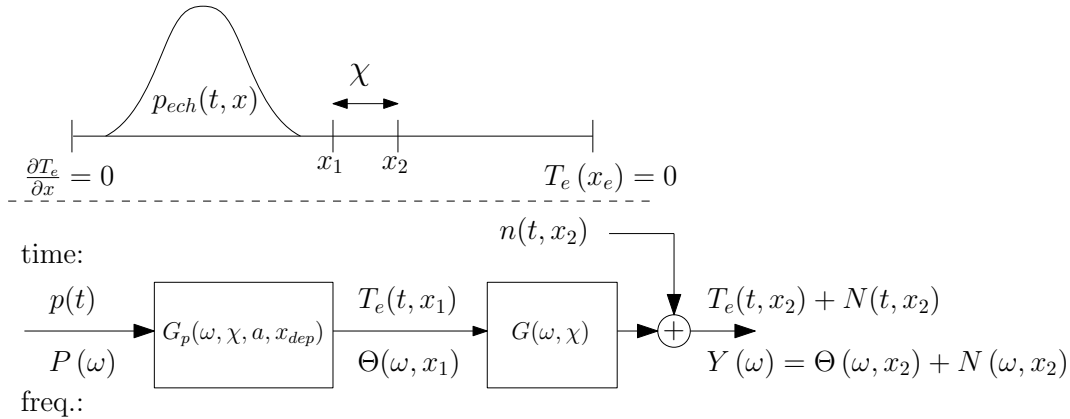 χ
p_{ech}(t, x)
x_1 x_2
\frac{∂T_e}{∂x} = 0 T_e (x_e) = 0
n(t, x_2)
time:
p(t) T_e(t, x_1) T_e(t, x_2) + N(t, x_2)
G_p(ω, χ, a, x_{dep}) G(ω, χ) +
P (ω) Θ(ω, x_1) Y (ω) = Θ (ω, x_2) + N (ω, x_2)
freq.: